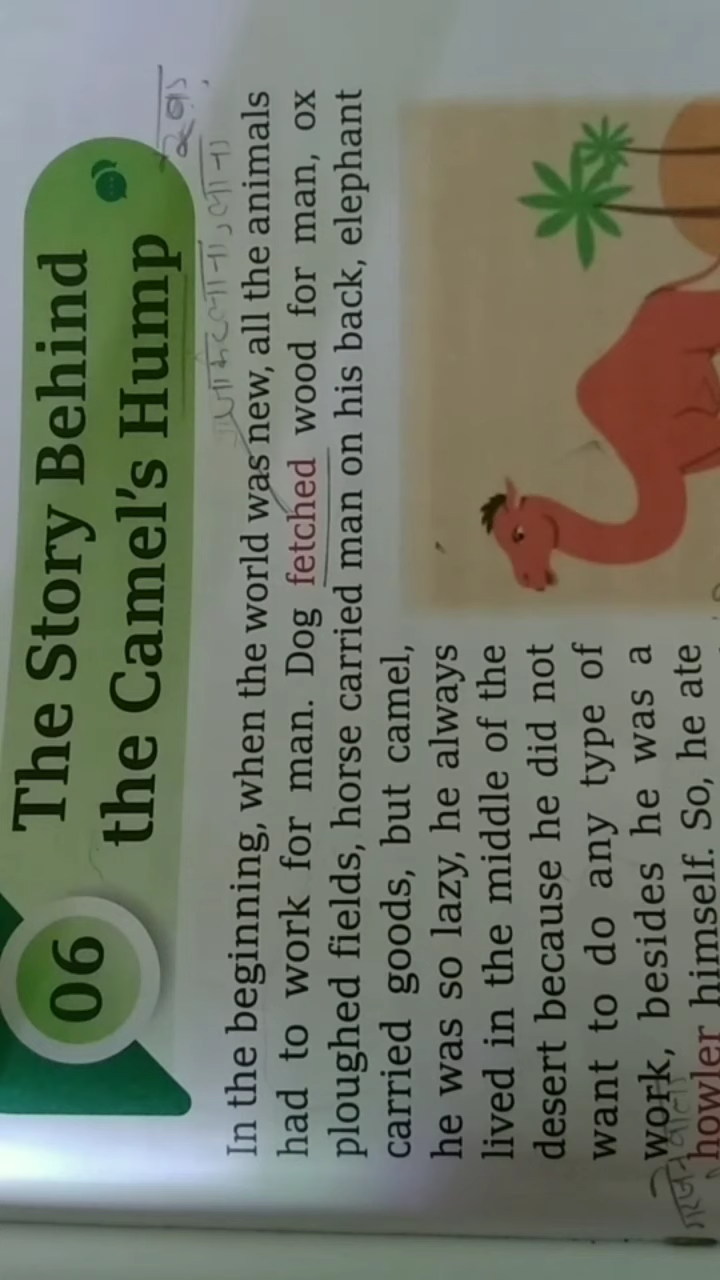 06
The Story Behind
the Camel's Hump
In the beginning, when the world was new, all the animals
had to work for man. Dog fetched wood for man, ox
ploughed fields, horse carried man on his back, elephant
carried goods, but camel,
he was so lazy, he always
lived in the middle of the
desert because he did not
want to do any type of
work, besides he was a
howler himself. So, he ate